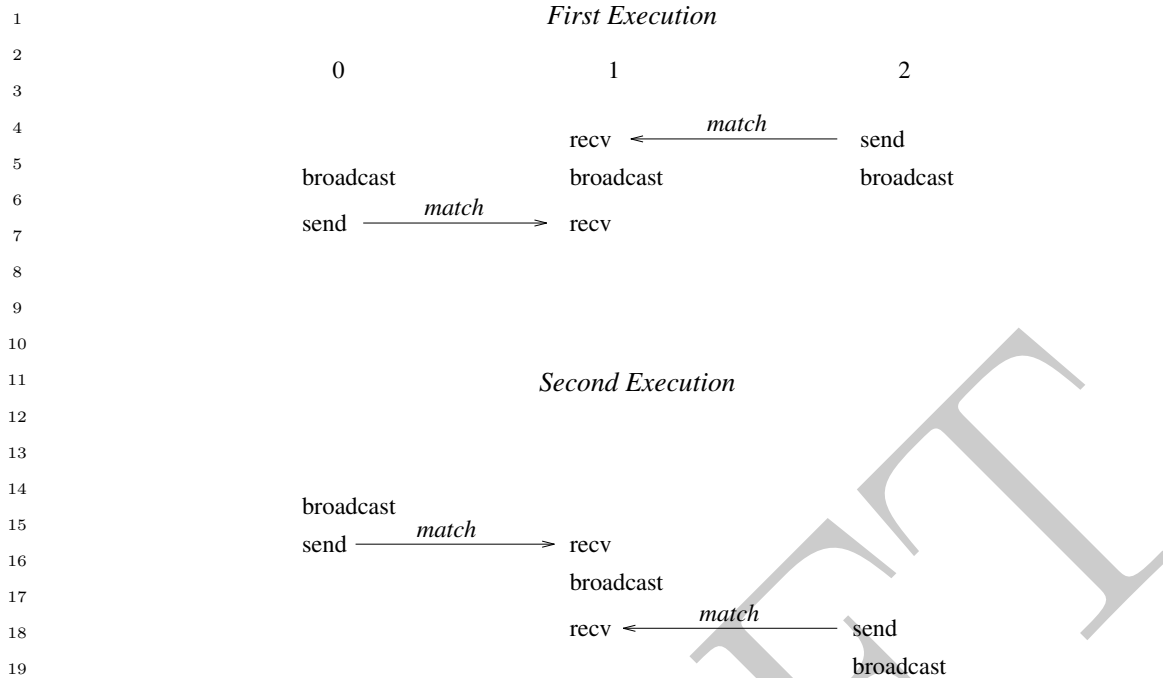 1
First Execution
2
0 1 2
3
4
match
recv send
5
broadcast broadcast broadcast
6
match
send recv
7
8
9
10
11
Second Execution
12
13
14
broadcast
15
match
send recv
16
broadcast
17
match
18
recv send
19
broadcast